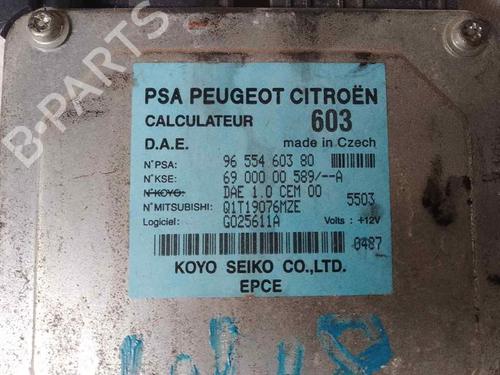 PSA PEUGEOT CITROËN
CALCULATEUR 603
D.A.E. made in Czech
N°PSA: 96 554 603 80
N°KSE: 69 000 00 589/--A
N°KOYO: DAE 1.0 CEM 00 5503
N°MITSUBISHI: Q1T19076MZE
Logiciel: G025611A Volts : +12V
0487
KOYO SEIKO CO.,LTD.
EPCE
B-PARTS